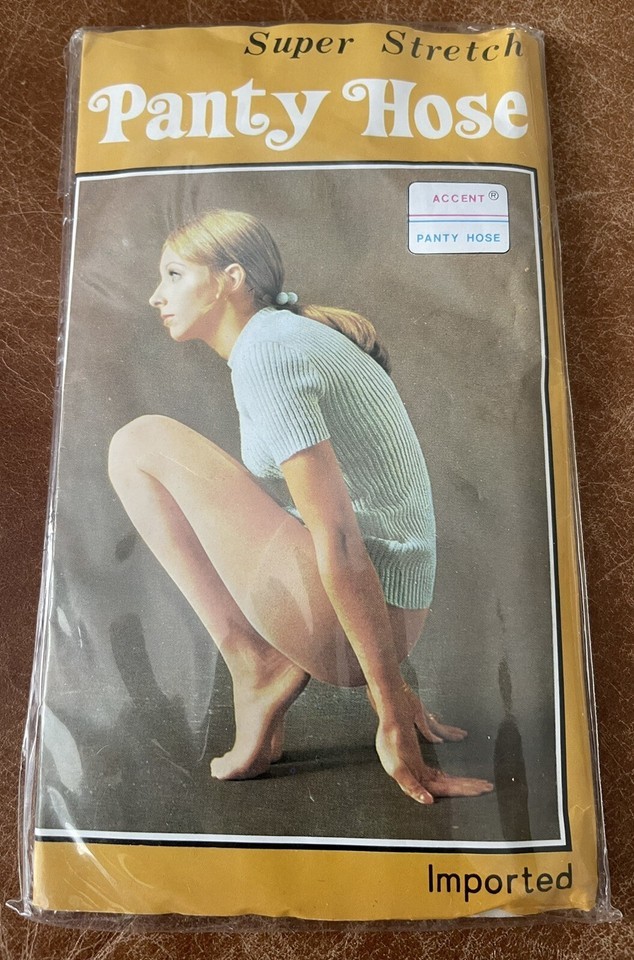 Super Stretch
Panty Hose
ACCENT®
PANTY HOSE
Imported